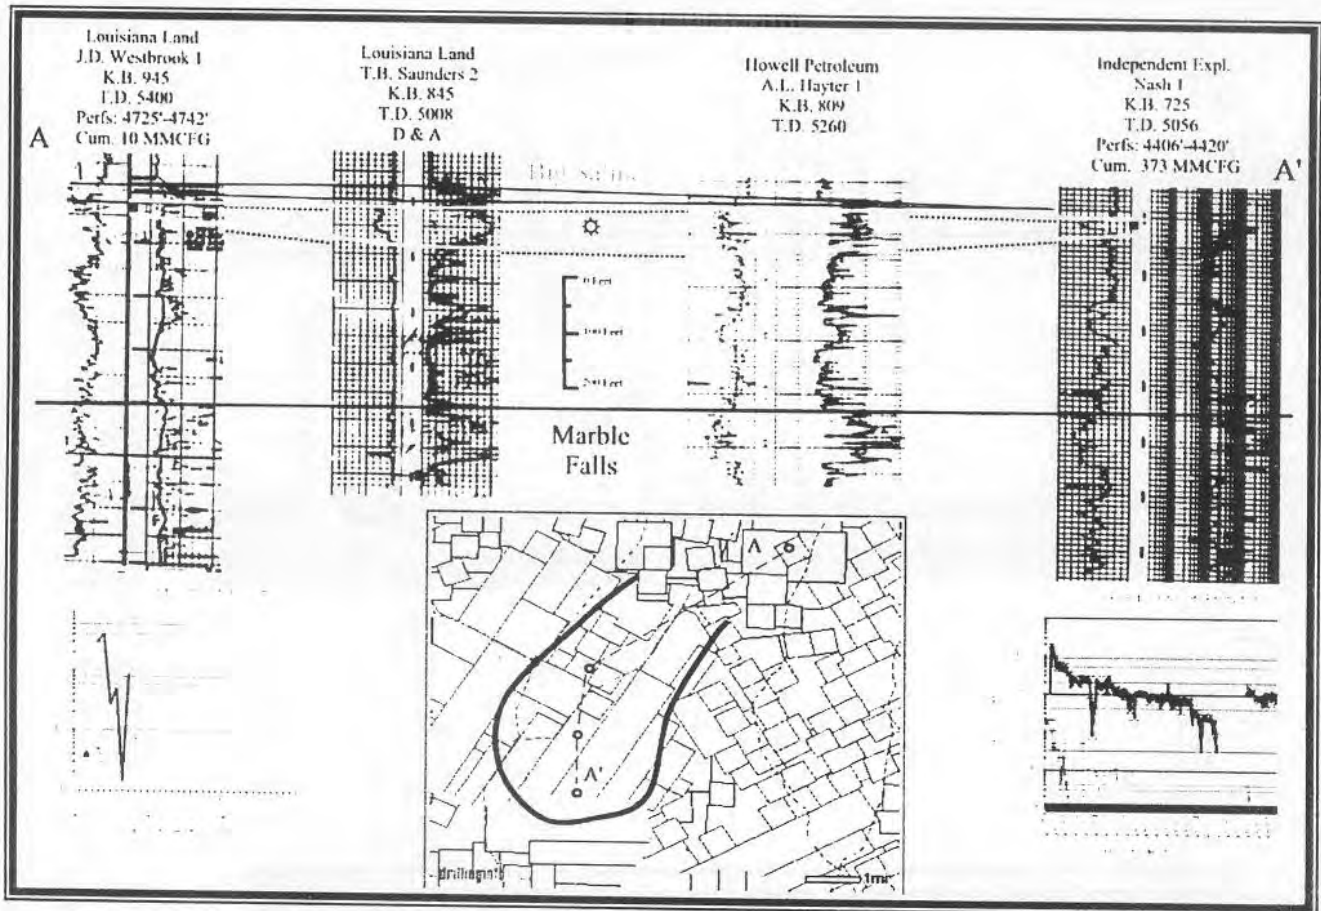 Louisiana Land
J.D. Westbrook 1
K.B. 945
T.D. 5400
Perfs: 4725'-4742'
Cum. 10 MMCFG
A
Louisiana Land
T.B. Saunders 2
K.B. 845
T.D. 5008
D & A
Howell Petroleum
A.L. Hayter 1
K.B. 809
T.D. 5260
Independent Expl.
Nash 1
K.B. 725
T.D. 5056
Perfs: 4406'-4420'
Cum. 373 MMCFG
A'
Big Saline
0 Feet
100 Feet
200 Feet
Marble
Falls
A
A'
1mi